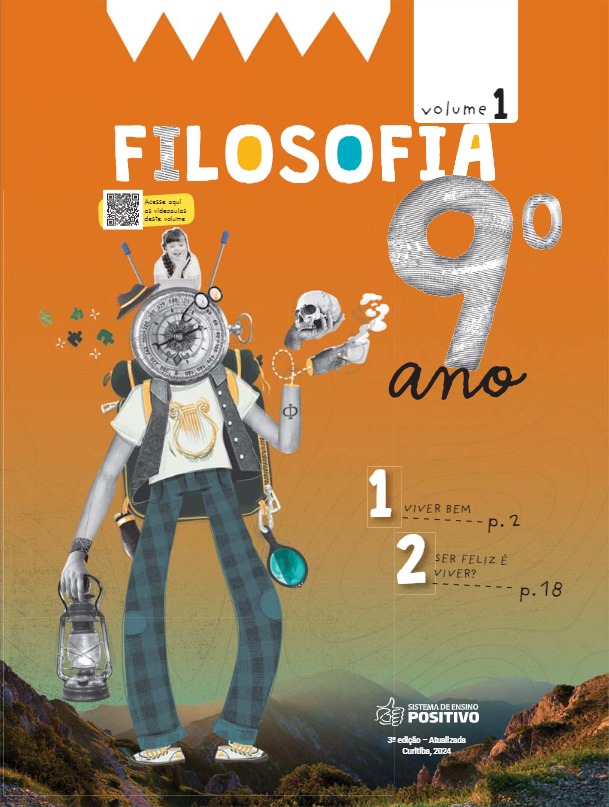 volume 1
FILOSOFIA
Acesse aqui
as videoaulas
deste volume
9º
ano
1 VIVER BEM
p. 2
2 SER FELIZ É
VIVER?
p. 18
SISTEMA DE ENSINO
POSITIVO
3ª edição – Atualizada
Curitiba, 2024